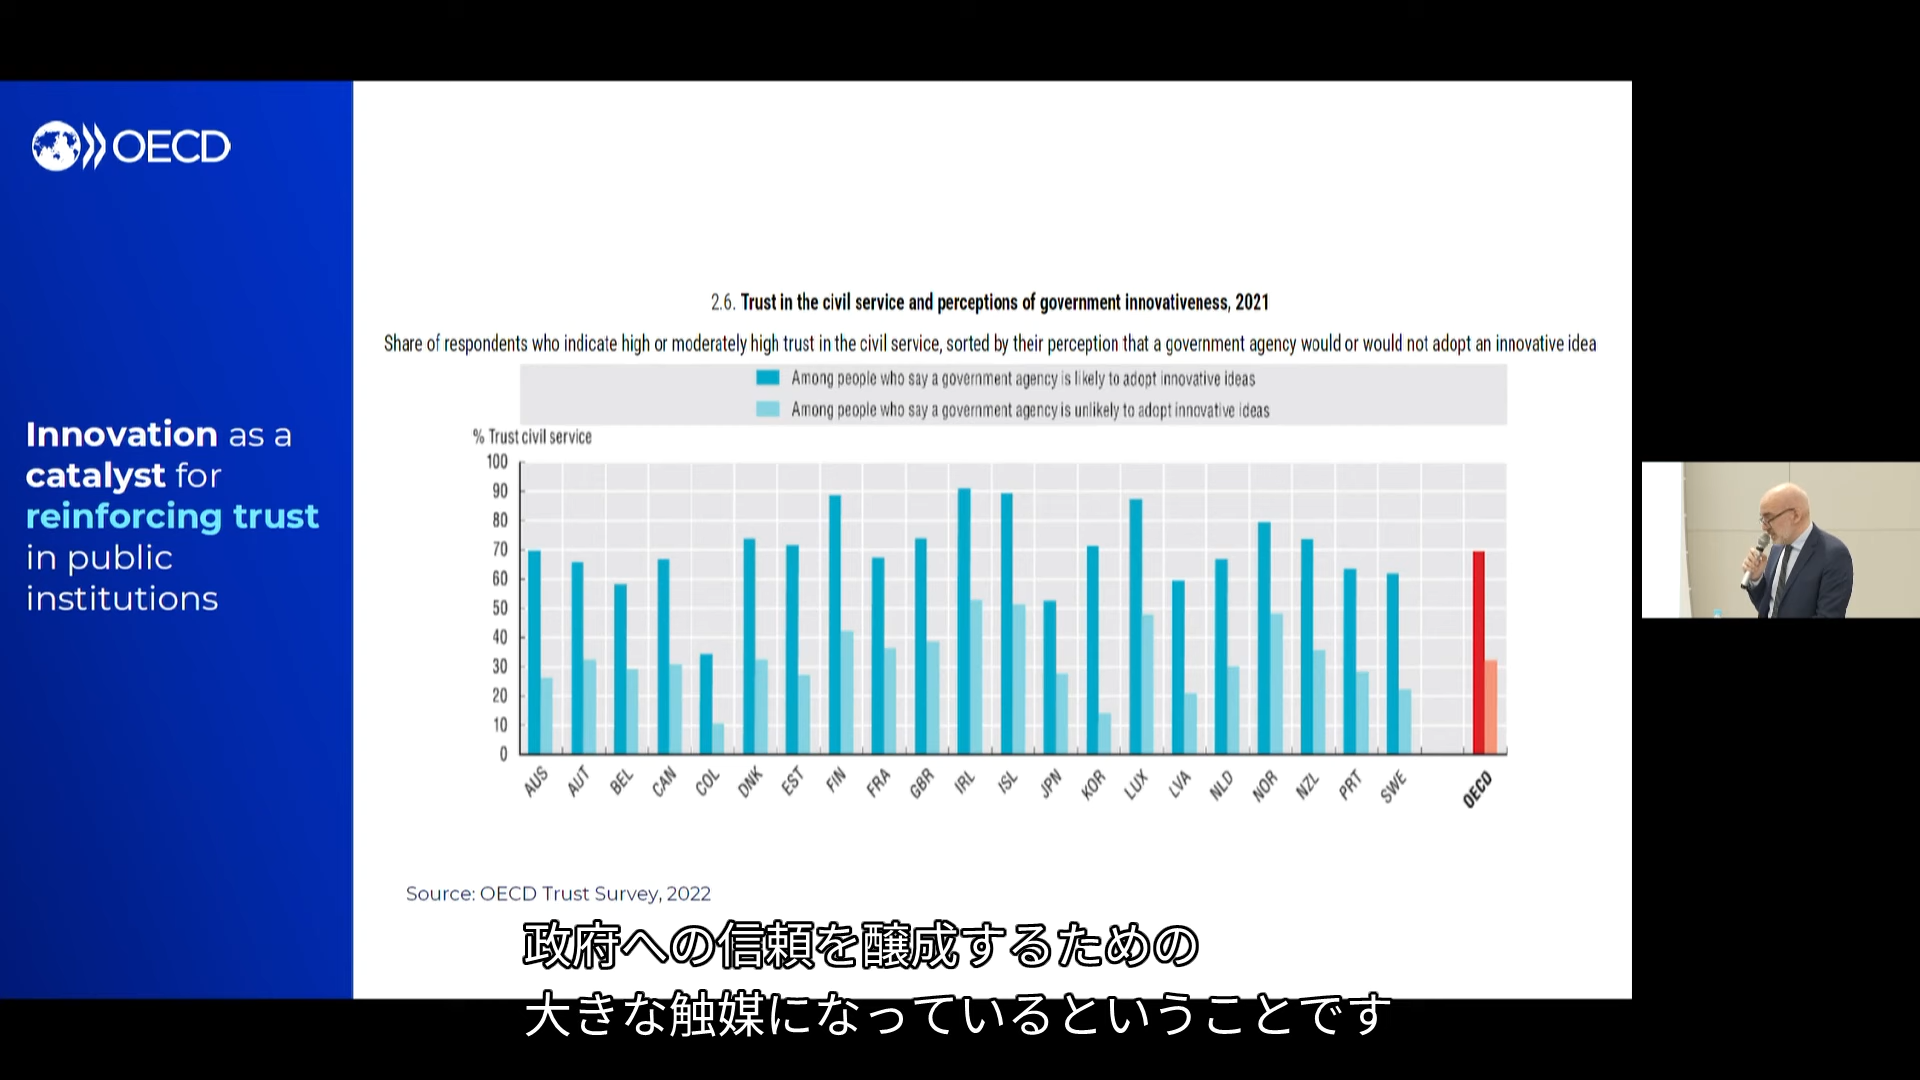 OECD
Innovation as a
catalyst for
reinforcing trust
in public
institutions
2.6. Trust in the civil service and perceptions of government innovativeness, 2021
Share of respondents who indicate high or moderately high trust in the civil service, sorted by their perception that a government agency would or would not adopt an innovative idea
Among people who say a government agency is likely to adopt innovative ideas
Among people who say a government agency is unlikely to adopt innovative ideas
% Trust civil service
100
90
80
70
60
50
40
30
20
10
0
AUS AUT BEL CAN COL DNK EST FIN FRA GBR IRL ISL JPN KOR LUX LVA NLD NOR NZL PRT SWE OECD
Source: OECD Trust Survey, 2022
政府への信頼を醸成するための
大きな触媒になっているということです